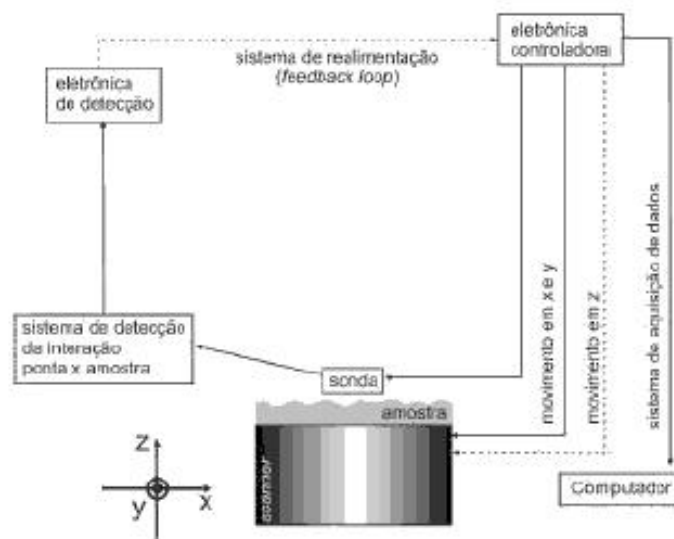 eletrônica
controladora
sistema de realimentação
(feedback loop)
eletrônica
de detecção
sistema de detecção
da interação
ponta x amostra
sonda
amostra
scanner
movimento em x e y
movimento em z
sistema de aquisição de dados
Computador
z
y
x